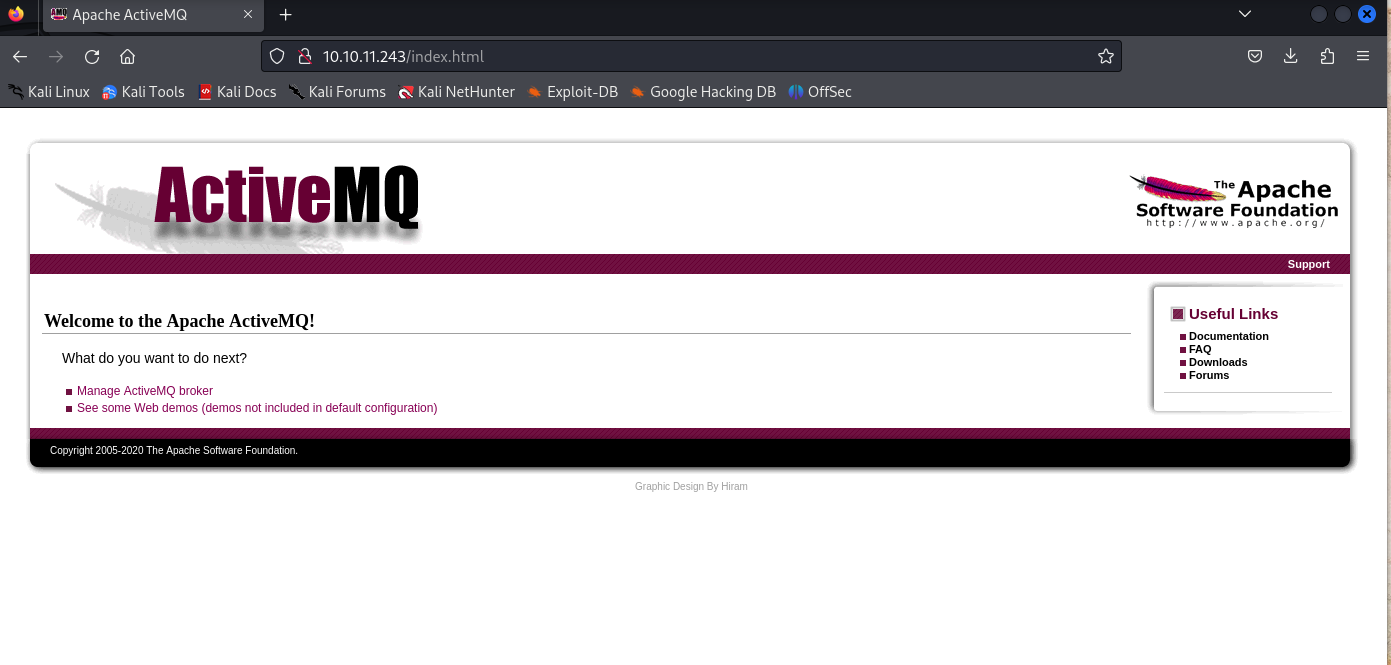 Apache ActiveMQ
10.10.11.243/index.html
Kali Linux Kali Tools Kali Docs Kali Forums Kali NetHunter Exploit-DB Google Hacking DB OffSec
ActiveMQ
The Apache
Software Foundation
http://www.apache.org/
Support
Welcome to the Apache ActiveMQ!
What do you want to do next?
Manage ActiveMQ broker
See some Web demos (demos not included in default configuration)
Useful Links
Documentation
FAQ
Downloads
Forums
Copyright 2005-2020 The Apache Software Foundation.
Graphic Design By Hiram